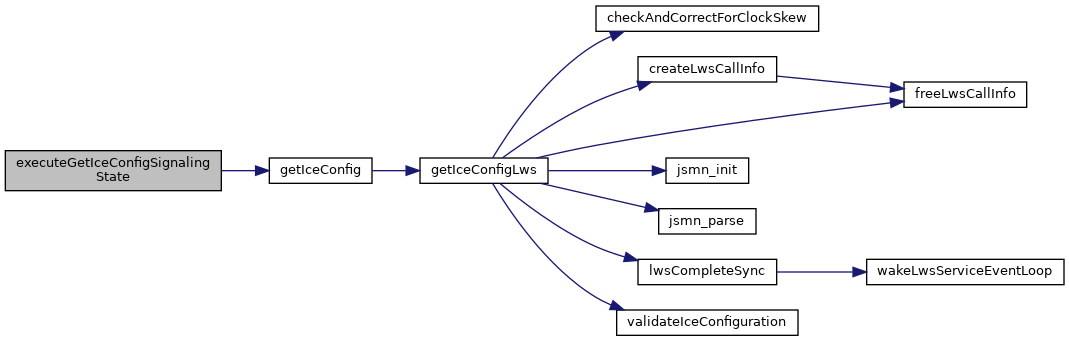 checkAndCorrectForClockSkew
createLwsCallInfo
freeLwsCallInfo
executeGetIceConfigSignaling
State
getIceConfig
getIceConfigLws
jsmn_init
jsmn_parse
lwsCompleteSync
wakeLwsServiceEventLoop
validateIceConfiguration